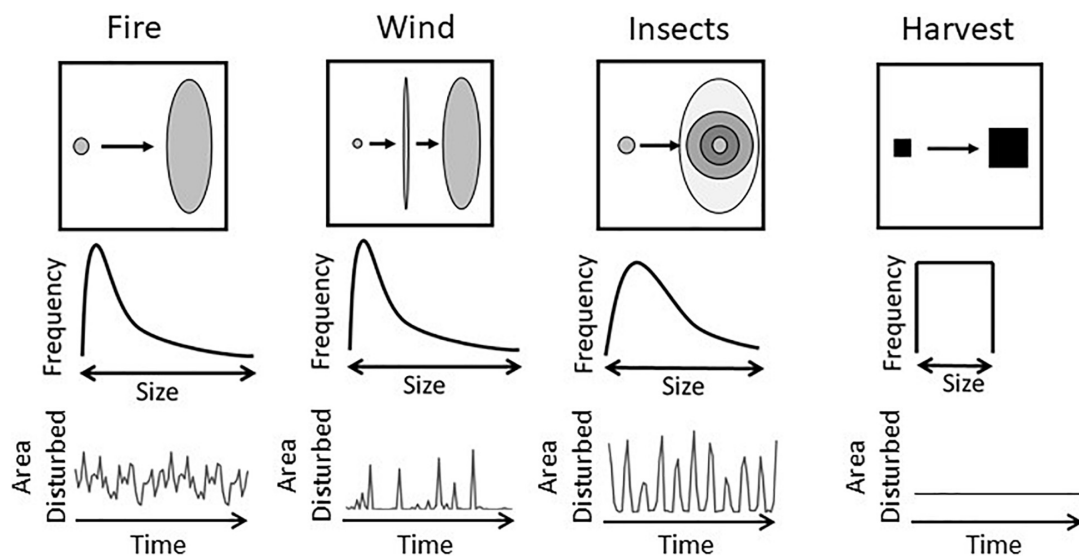 Fire
Wind
Insects
Harvest
Frequency
Size
Frequency
Size
Frequency
Size
Frequency
Size
Area
Disturbed
Time
Area
Disturbed
Time
Area
Disturbed
Time
Area
Disturbed
Time